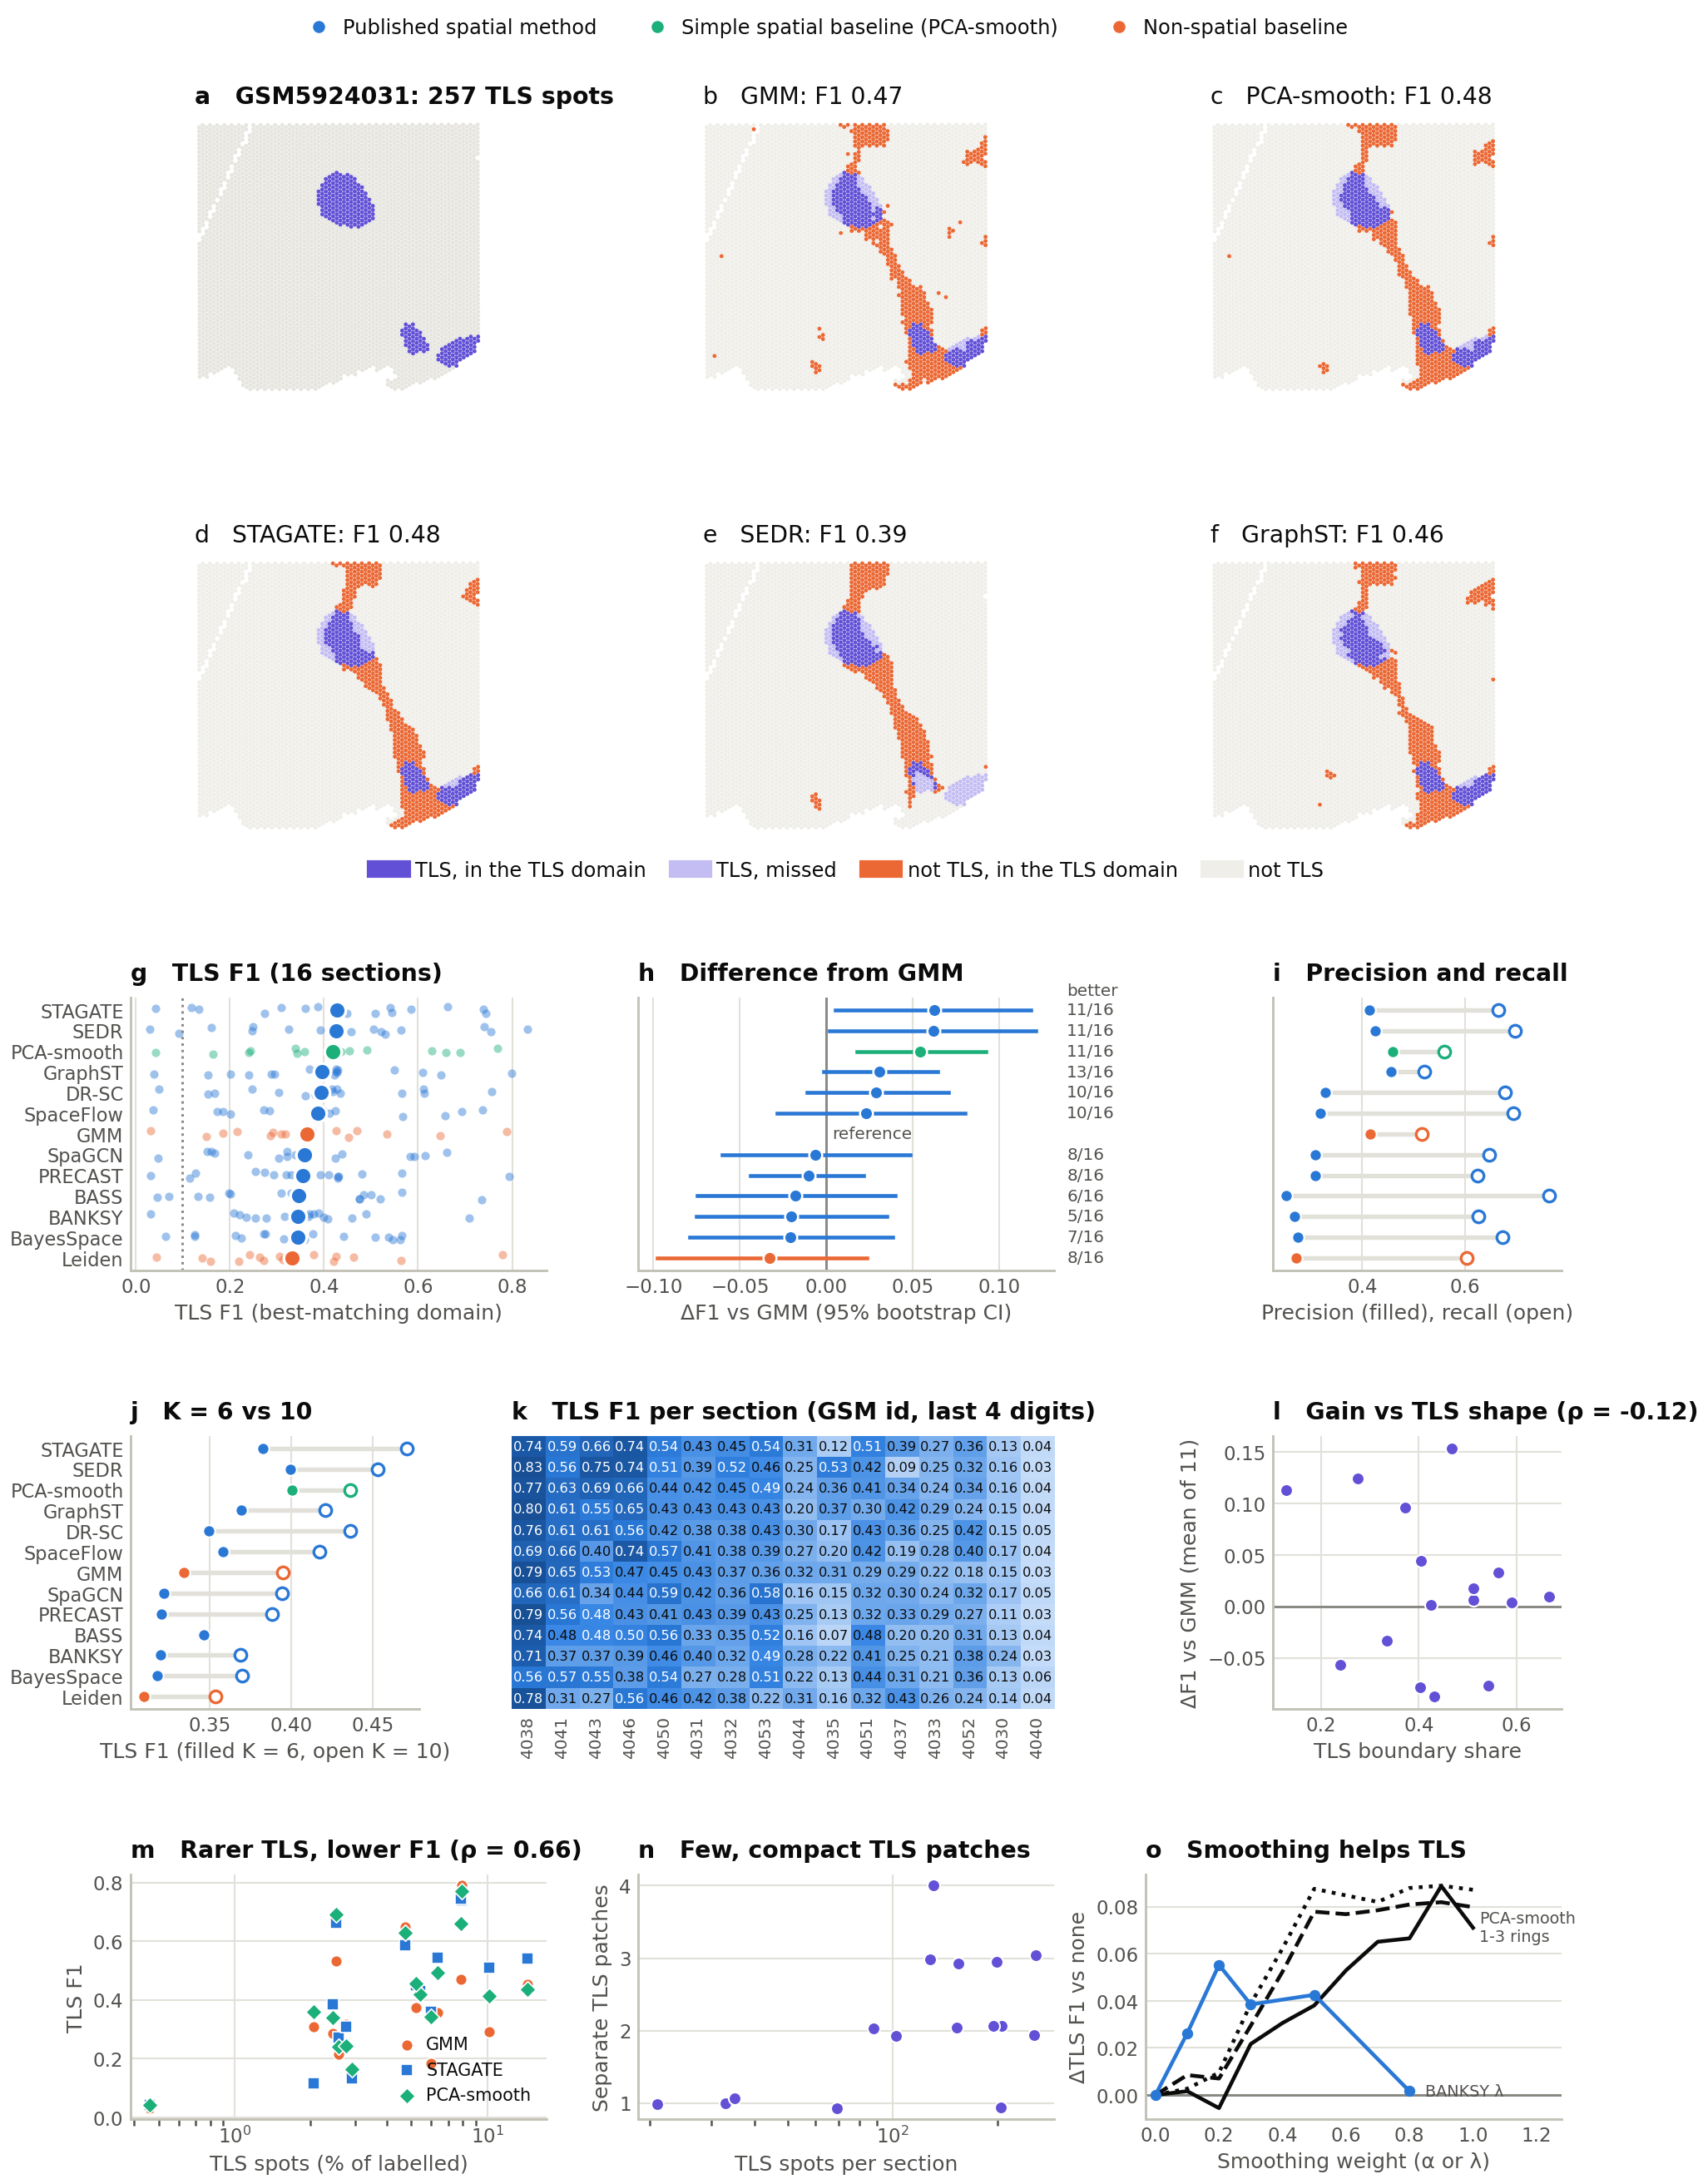 Published spatial method
Simple spatial baseline (PCA-smooth)
Non-spatial baseline
a GSM5924031: 257 TLS spots
b GMM: F1 0.47
c PCA-smooth: F1 0.48
d STAGATE: F1 0.48
e SEDR: F1 0.39
f GraphST: F1 0.46
TLS, in the TLS domain
TLS, missed
not TLS, in the TLS domain
not TLS
g TLS F1 (16 sections)
STAGATE
SEDR
PCA-smooth
GraphST
DR-SC
SpaceFlow
GMM
SpaGCN
PRECAST
BASS
BANKSY
BayesSpace
Leiden
0.0 0.2 0.4 0.6 0.8
TLS F1 (best-matching domain)
h Difference from GMM
better
11/16
11/16
11/16
13/16
10/16
10/16
reference
8/16
8/16
6/16
5/16
7/16
8/16
−0.10 −0.05 0.00 0.05 0.10
ΔF1 vs GMM (95% bootstrap CI)
i Precision and recall
0.4 0.6
Precision (filled), recall (open)
j K = 6 vs 10
STAGATE
SEDR
PCA-smooth
GraphST
DR-SC
SpaceFlow
GMM
SpaGCN
PRECAST
BASS
BANKSY
BayesSpace
Leiden
0.35 0.40 0.45
TLS F1 (filled K = 6, open K = 10)
k TLS F1 per section (GSM id, last 4 digits)
0.74 0.59 0.66 0.74 0.54 0.43 0.45 0.54 0.31 0.12 0.51 0.39 0.27 0.36 0.13 0.04
0.83 0.56 0.75 0.74 0.51 0.39 0.52 0.46 0.25 0.53 0.42 0.09 0.25 0.32 0.16 0.03
0.77 0.63 0.69 0.66 0.44 0.42 0.45 0.49 0.24 0.36 0.41 0.34 0.24 0.34 0.16 0.04
0.80 0.61 0.55 0.65 0.43 0.43 0.43 0.43 0.20 0.37 0.30 0.42 0.29 0.24 0.15 0.04
0.76 0.61 0.61 0.56 0.42 0.38 0.38 0.43 0.30 0.17 0.43 0.36 0.25 0.42 0.15 0.05
0.69 0.66 0.40 0.74 0.57 0.41 0.38 0.39 0.27 0.20 0.42 0.19 0.28 0.40 0.17 0.04
0.79 0.65 0.53 0.47 0.45 0.43 0.37 0.36 0.32 0.31 0.29 0.29 0.22 0.18 0.15 0.03
0.66 0.61 0.34 0.44 0.59 0.42 0.36 0.58 0.16 0.15 0.32 0.30 0.24 0.32 0.17 0.05
0.79 0.56 0.48 0.43 0.41 0.43 0.39 0.43 0.25 0.13 0.32 0.33 0.29 0.27 0.11 0.03
0.74 0.48 0.48 0.50 0.56 0.33 0.35 0.52 0.16 0.07 0.48 0.20 0.20 0.31 0.13 0.04
0.71 0.37 0.37 0.39 0.46 0.40 0.32 0.49 0.28 0.22 0.41 0.25 0.21 0.38 0.24 0.03
0.56 0.57 0.55 0.38 0.54 0.27 0.28 0.51 0.22 0.13 0.44 0.31 0.21 0.36 0.13 0.06
0.78 0.31 0.27 0.56 0.46 0.42 0.38 0.22 0.31 0.16 0.32 0.43 0.26 0.24 0.14 0.04
4038 4041 4043 4046 4050 4031 4032 4053 4044 4035 4051 4037 4033 4052 4030 4040
l Gain vs TLS shape (ρ = -0.12)
ΔF1 vs GMM (mean of 11)
0.15
0.10
0.05
0.00
−0.05
0.2 0.4 0.6
TLS boundary share
m Rarer TLS, lower F1 (ρ = 0.66)
TLS F1
0.8
0.6
0.4
0.2
0.0
GMM
STAGATE
PCA-smooth
10⁰ 10¹
TLS spots (% of labelled)
n Few, compact TLS patches
Separate TLS patches
4
3
2
1
10²
TLS spots per section
o Smoothing helps TLS
ΔTLS F1 vs none
0.08
0.06
0.04
0.02
0.00
PCA-smooth
1-3 rings
BANKSY λ
0.0 0.2 0.4 0.6 0.8 1.0 1.2
Smoothing weight (α or λ)